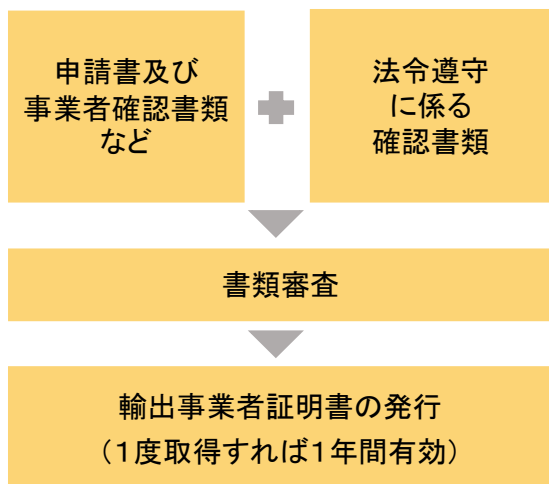 申請書及び
事業者確認書類
など
法令遵守
に係る
確認書類
書類審査
輸出事業者証明書の発行
（１度取得すれば１年間有効）